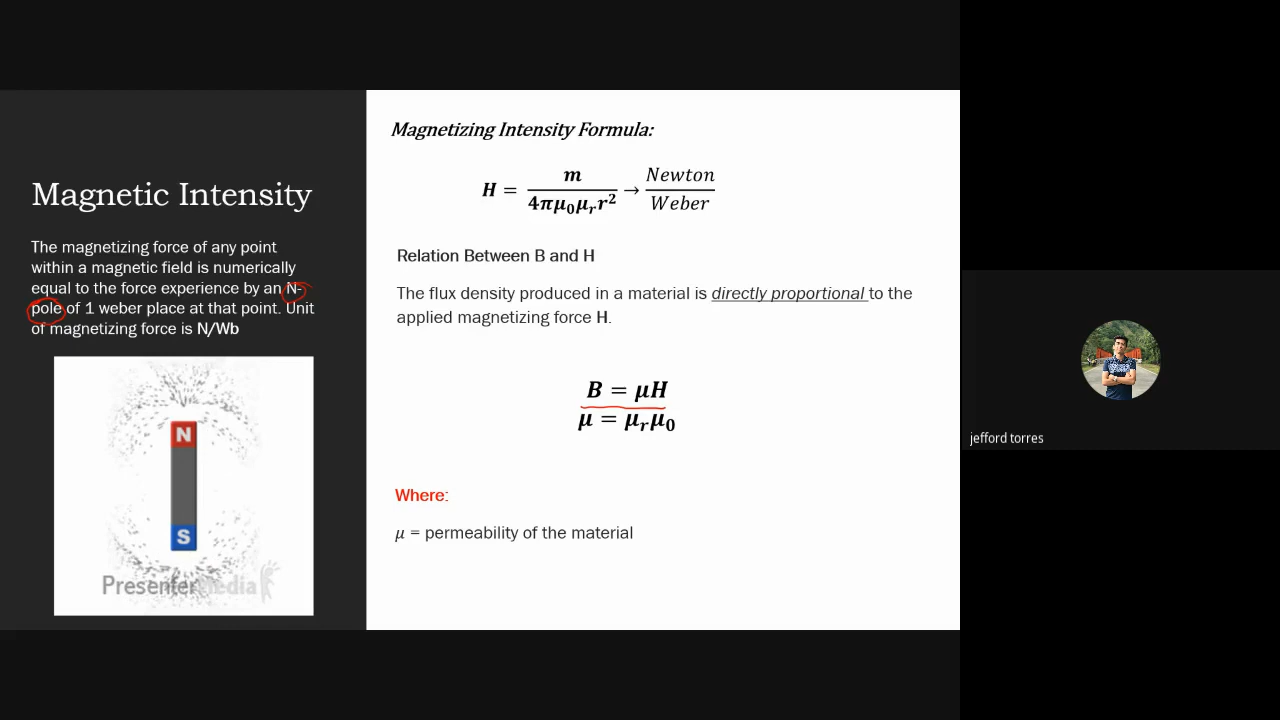 Magnetic Intensity
The magnetizing force of any point
within a magnetic field is numerically
equal to the force experience by an N-
pole of 1 weber place at that point. Unit
of magnetizing force is N/Wb
N
S
PresenterMedia
Magnetizing Intensity Formula:
H = m / 4πμ₀μᵣr² → Newton / Weber
Relation Between B and H
The flux density produced in a material is directly proportional to the
applied magnetizing force H.
B = μH
μ = μᵣμ₀
Where:
μ = permeability of the material
jefford torres